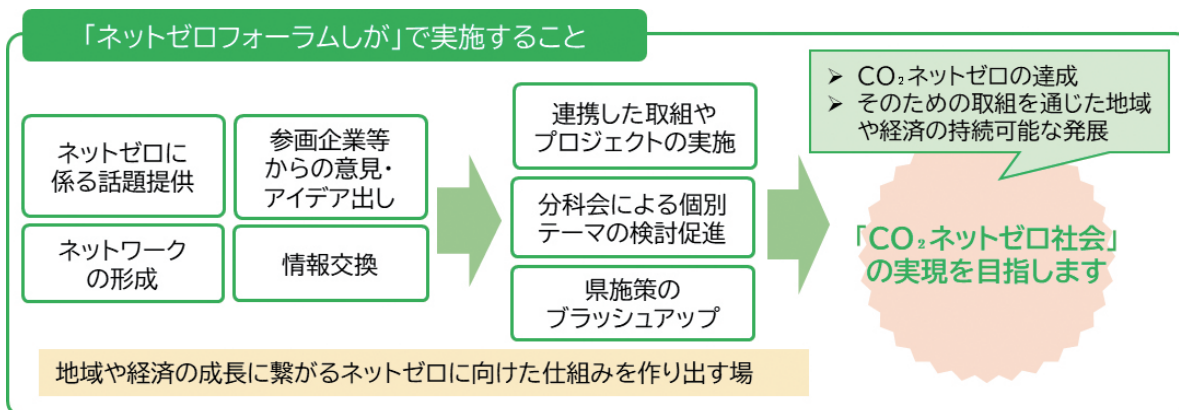 「ネットゼロフォーラムしが」で実施すること
ネットゼロに
係る話題提供
参画企業等
からの意見・
アイデア出し
ネットワーク
の形成
情報交換
連携した取組や
プロジェクトの実施
分科会による個別
テーマの検討促進
県施策の
ブラッシュアップ
➢ CO₂ネットゼロの達成
➢ そのための取組を通じた地域
や経済の持続可能な発展
「CO₂ネットゼロ社会」
の実現を目指します
地域や経済の成長に繋がるネットゼロに向けた仕組みを作り出す場